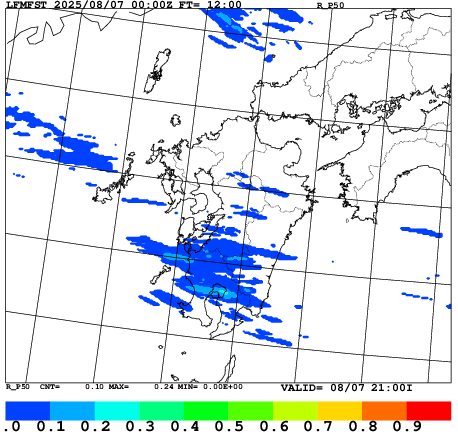 LFMFST 2025/08/07 00:00Z FT= 12:00 R_P50
R_P50 CNT= 0.10 MAX= 0.24 MIN= 0.00E+00 VALID= 08/07 21:00I
.0 0.1 0.2 0.3 0.4 0.5 0.6 0.7 0.8 0.9